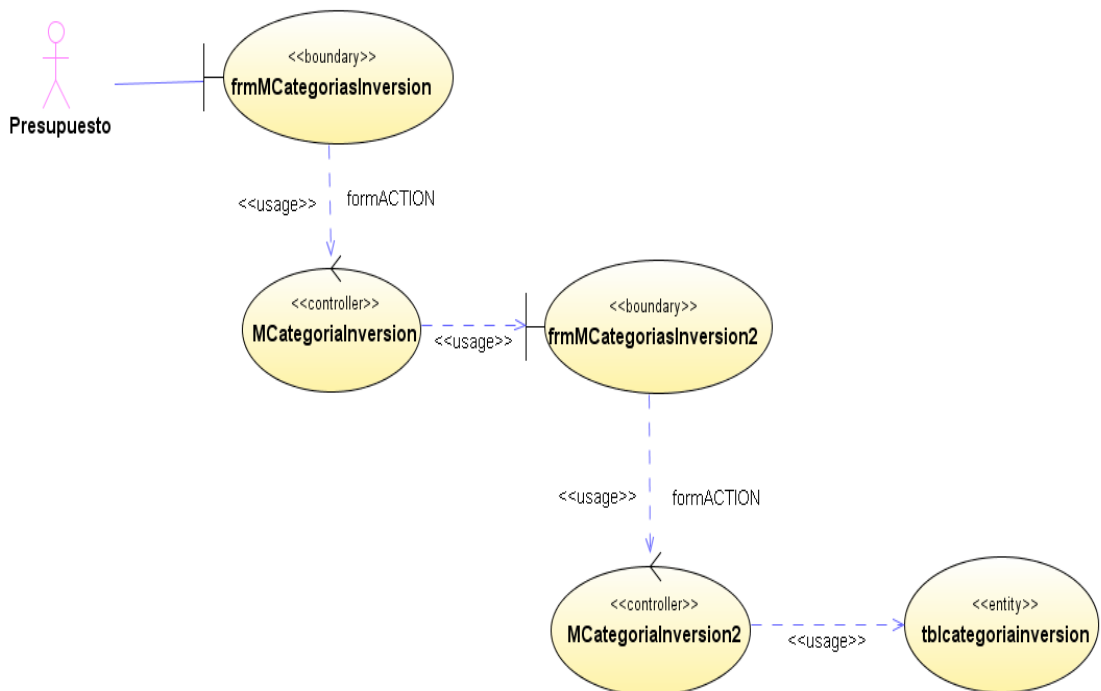 <<boundary>>
frmMCategoriasInversion
Presupuesto
<<usage>>
formACTION
<<controller>>
MCategoriaInversion
<<usage>>
<<boundary>>
frmMCategoriasInversion2
<<usage>>
formACTION
<<controller>>
MCategoriaInversion2
<<usage>>
<<entity>>
tblcategoriainversion